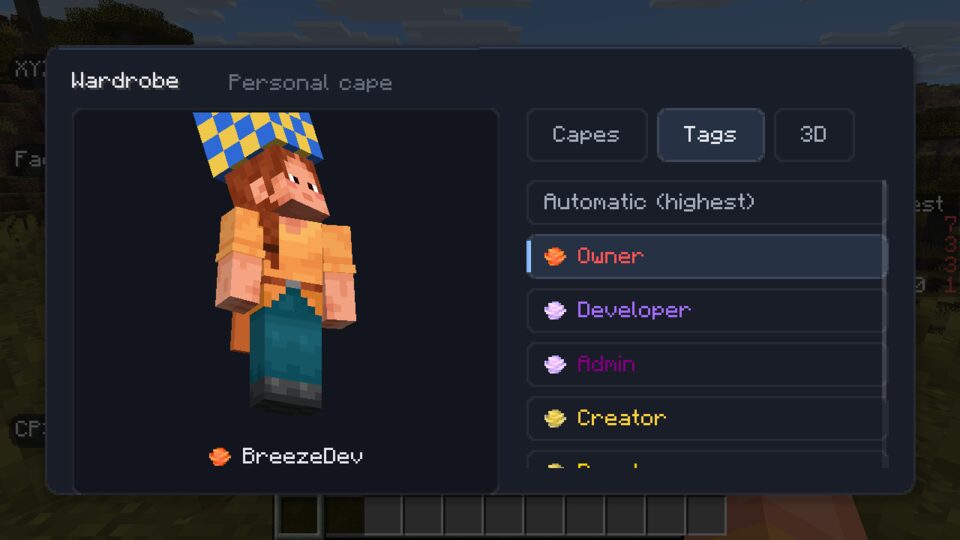 Wardrobe
Personal cape
Capes
Tags
3D
Automatic (highest)
Owner
Developer
Admin
Creator
BreezeDev